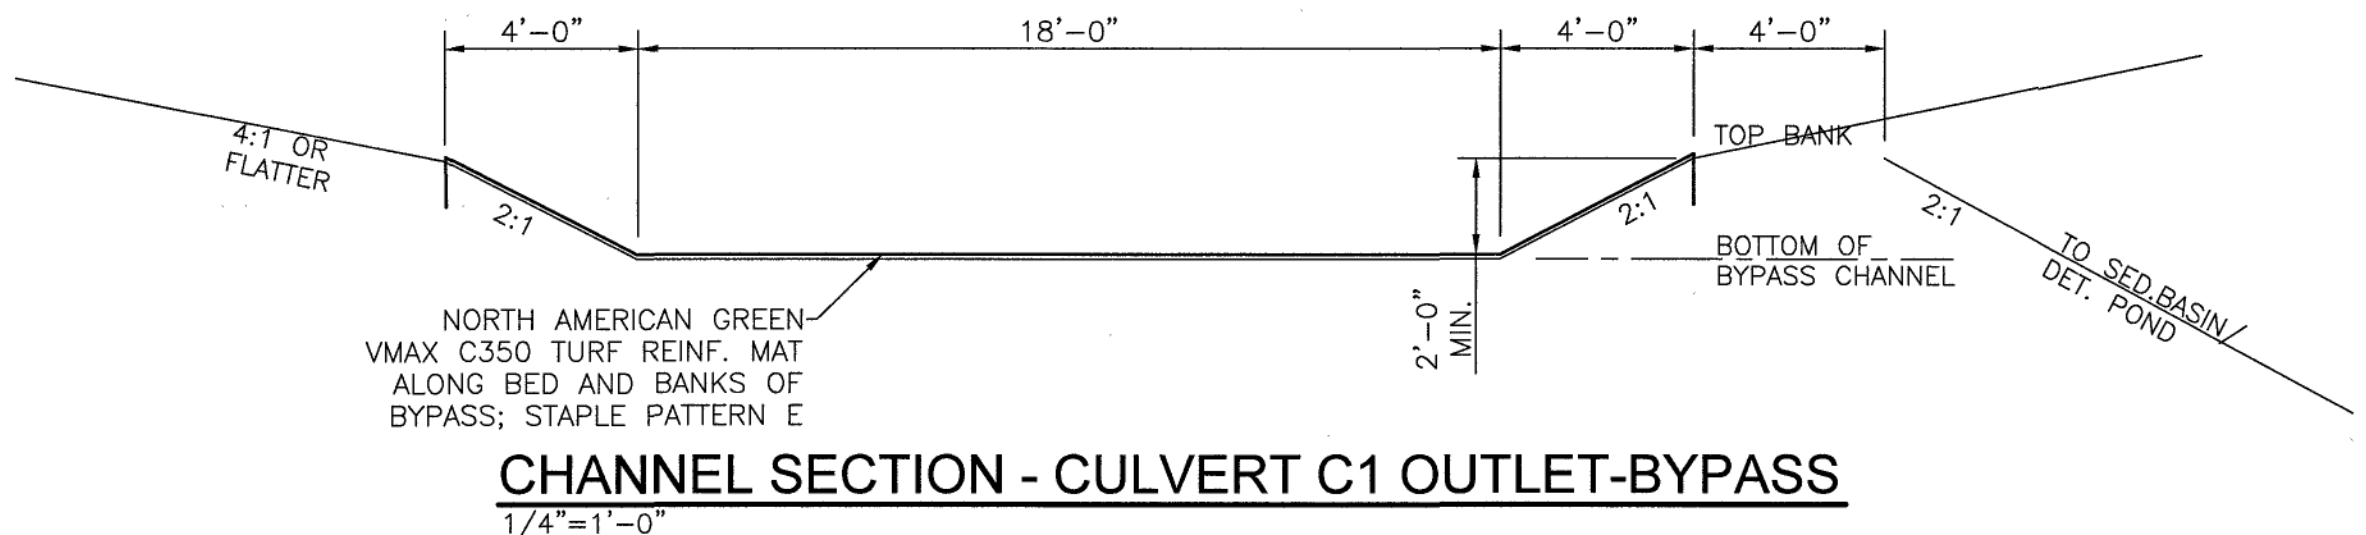 4'-0" 18'-0" 4'-0" 4'-0"
4:1 OR
FLATTER
2:1
TOP BANK
2:1
2:1
BOTTOM OF
BYPASS CHANNEL
TO SED.BASIN/
DET. POND
2'-0"
MIN.
NORTH AMERICAN GREEN
VMAX C350 TURF REINF. MAT
ALONG BED AND BANKS OF
BYPASS; STAPLE PATTERN E
CHANNEL SECTION - CULVERT C1 OUTLET-BYPASS
1/4"=1'-0"